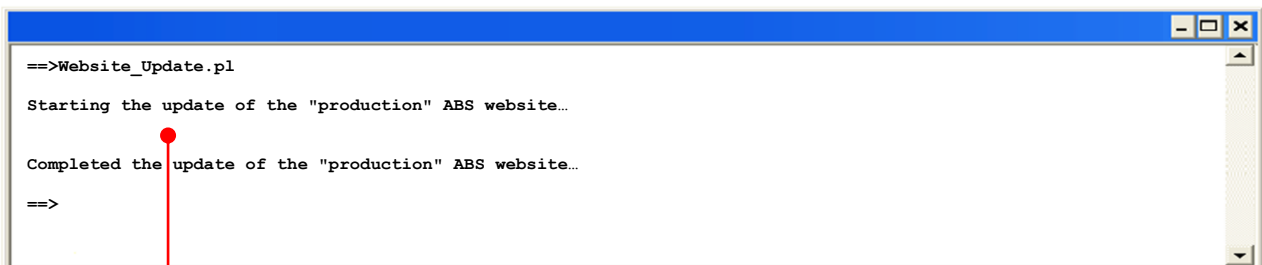 ==>Website_Update.pl
Starting the update of the "production" ABS website…
Completed the update of the "production" ABS website…
==>